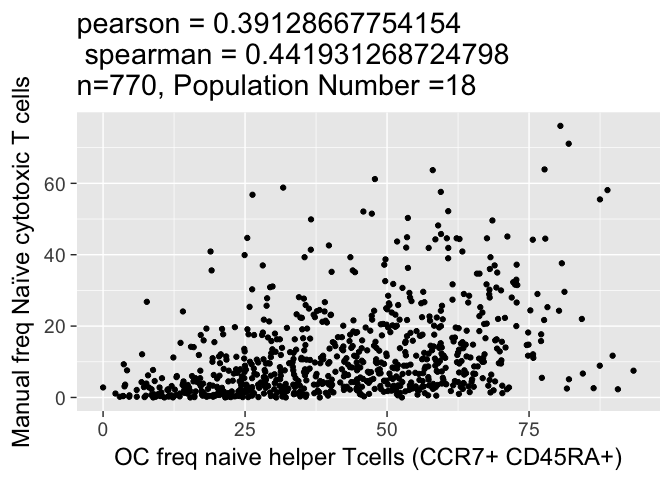 pearson = 0.39128667754154
spearman = 0.441931268724798
n=770, Population Number =18
Manual freq Naïve cytotoxic T cells
60
40
20
0
0 25 50 75
OC freq naive helper Tcells (CCR7+ CD45RA+)